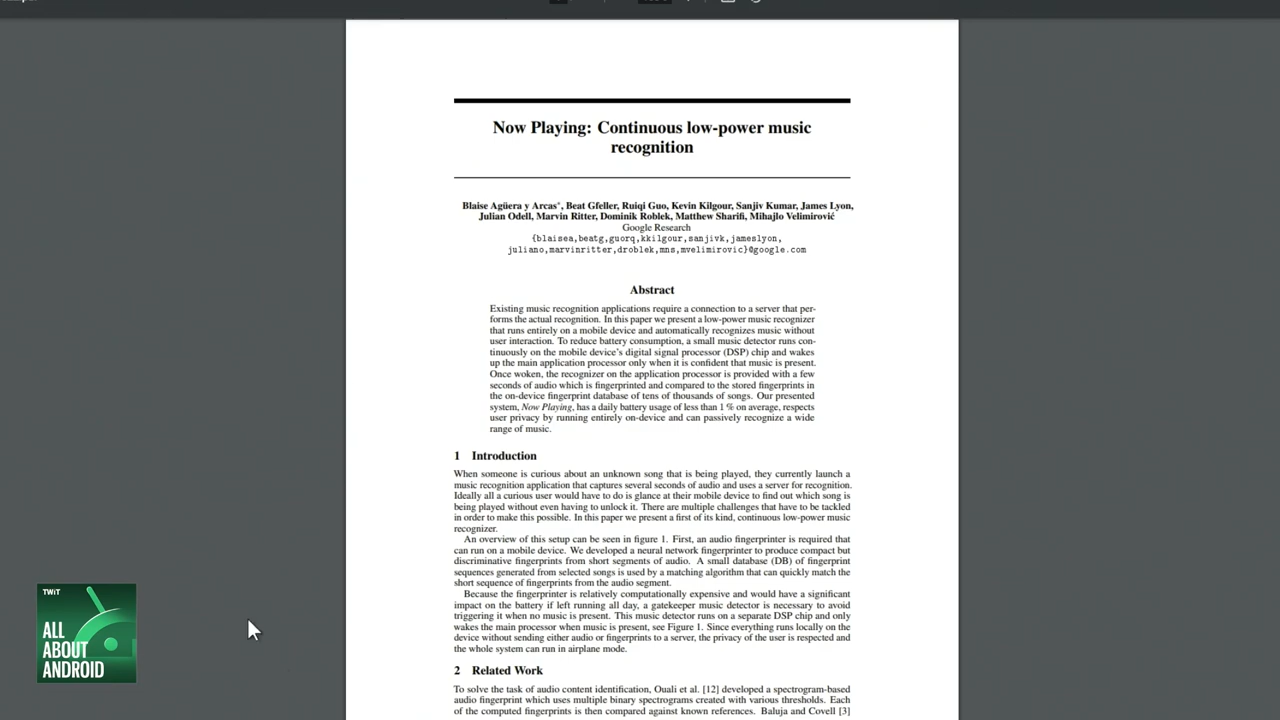 Now Playing: Continuous low-power music
recognition
Blaise Agüera y Arcas*, Beat Gfeller, Ruiqi Guo, Kevin Kilgour, Sanjiv Kumar, James Lyon,
Julian Odell, Marvin Ritter, Dominik Roblek, Matthew Sharifi, Mihajlo Velimirović
Google Research
{blaisea,beatg,guorq,kkilgour,sanjivk,jameslyon,
juliano,marvinritter,droblek,mns,mvelimirovic}@google.com
Abstract
Existing music recognition applications require a connection to a server that per-
forms the actual recognition. In this paper we present a low-power music recognizer
that runs entirely on a mobile device and automatically recognizes music without
user interaction. To reduce battery consumption, a small music detector runs con-
tinuously on the mobile device's digital signal processor (DSP) chip and wakes
up the main application processor only when it is confident that music is present.
Once woken, the recognizer on the application processor is provided with a few
seconds of audio which is fingerprinted and compared to the stored fingerprints in
the on-device fingerprint database of tens of thousands of songs. Our presented
system, Now Playing, has a daily battery usage of less than 1 % on average, respects
user privacy by running entirely on-device and can passively recognize a wide
range of music.
1 Introduction
When someone is curious about an unknown song that is being played, they currently launch a
music recognition application that captures several seconds of audio and uses a server for recognition.
Ideally all a curious user would have to do is glance at their mobile device to find out which song is
being played without even having to unlock it. There are multiple challenges that have to be tackled
in order to make this possible. In this paper we present a first of its kind, continuous low-power music
recognizer.
An overview of this setup can be seen in figure 1. First, an audio fingerprinter is required that
can run on a mobile device. We developed a neural network fingerprinter to produce compact but
discriminative fingerprints from short segments of audio. A small database (DB) of fingerprint
sequences generated from selected songs is used by a matching algorithm that can quickly match the
short sequence of fingerprints from the audio segment.
Because the fingerprinter is relatively computationally expensive and would have a significant
impact on the battery if left running all day, a gatekeeper music detector is necessary to avoid
triggering it when no music is present. This music detector runs on a separate DSP chip and only
wakes the main processor when music is present, see Figure 1. Since everything runs locally on the
device without sending either audio or fingerprints to a server, the privacy of the user is respected and
the whole system can run in airplane mode.
2 Related Work
To solve the task of audio content identification, Ouali et al. [12] developed a spectrogram-based
audio fingerprint which uses multiple binary spectrograms created with various thresholds. Each
of the computed fingerprints is then compared against known references. Baluja and Covell [3]
TWiT
ALL
ABOUT
ANDROID